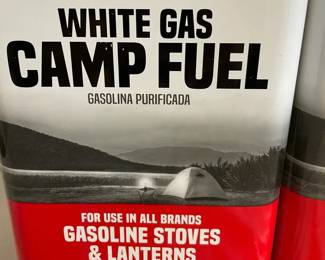 WHITE GAS
CAMP FUEL
GASOLINA PURIFICADA
FOR USE IN ALL BRANDS
GASOLINE STOVES
& LANTERNS